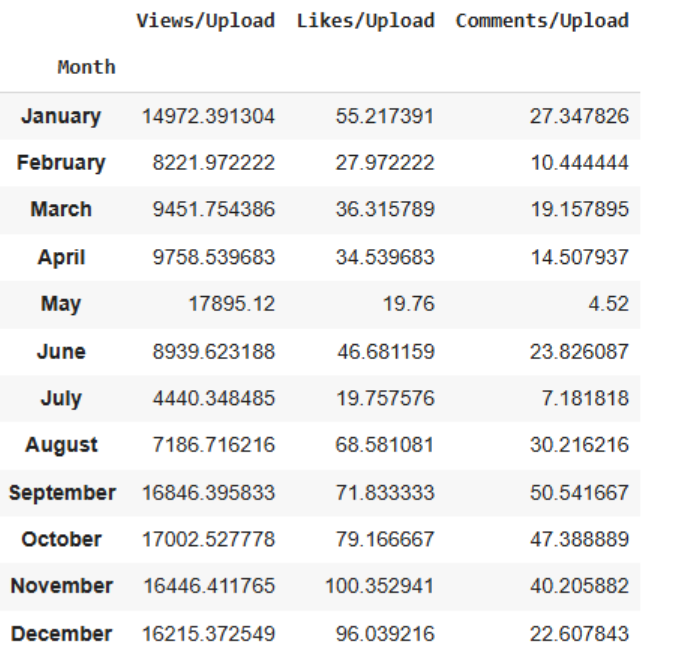 Views/Upload Likes/Upload Comments/Upload
Month
January 14972.391304 55.217391 27.347826
February 8221.972222 27.972222 10.444444
March 9451.754386 36.315789 19.157895
April 9758.539683 34.539683 14.507937
May 17895.12 19.76 4.52
June 8939.623188 46.681159 23.826087
July 4440.348485 19.757576 7.181818
August 7186.716216 68.581081 30.216216
September 16846.395833 71.833333 50.541667
October 17002.527778 79.166667 47.388889
November 16446.411765 100.352941 40.205882
December 16215.372549 96.039216 22.607843